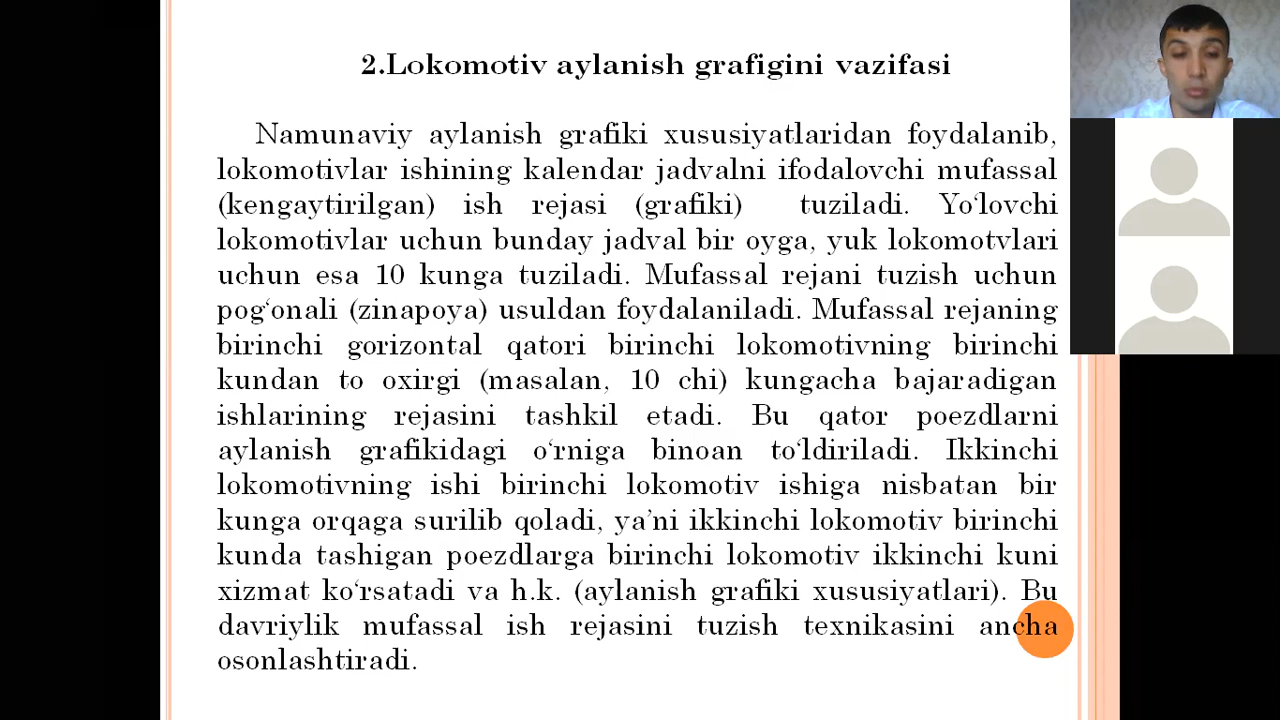 2.Lokomotiv aylanish grafigini vazifasi
Namunaviy aylanish grafiki xususiyatlaridan foydalanib,
lokomotivlar ishining kalendar jadvalni ifodalovchi mufassal
(kengaytirilgan) ish rejasi (grafiki) tuziladi. Yo‘lovchi
lokomotivlar uchun bunday jadval bir oyga, yuk lokomotvlari
uchun esa 10 kunga tuziladi. Mufassal rejani tuzish uchun
pog‘onali (zinapoya) usuldan foydalaniladi. Mufassal rejaning
birinchi gorizontal qatori birinchi lokomotivning birinchi
kundan to oxirgi (masalan, 10 chi) kungacha bajaradigan
ishlarining rejasini tashkil etadi. Bu qator poezdlarni
aylanish grafikidagi o‘rniga binoan to‘ldiriladi. Ikkinchi
lokomotivning ishi birinchi lokomotiv ishiga nisbatan bir
kunga orqaga surilib qoladi, ya’ni ikkinchi lokomotiv birinchi
kunda tashigan poezdlarga birinchi lokomotiv ikkinchi kuni
xizmat ko‘rsatadi va h.k. (aylanish grafiki xususiyatlari). Bu
davriylik mufassal ish rejasini tuzish texnikasini ancha
osonlashtiradi.